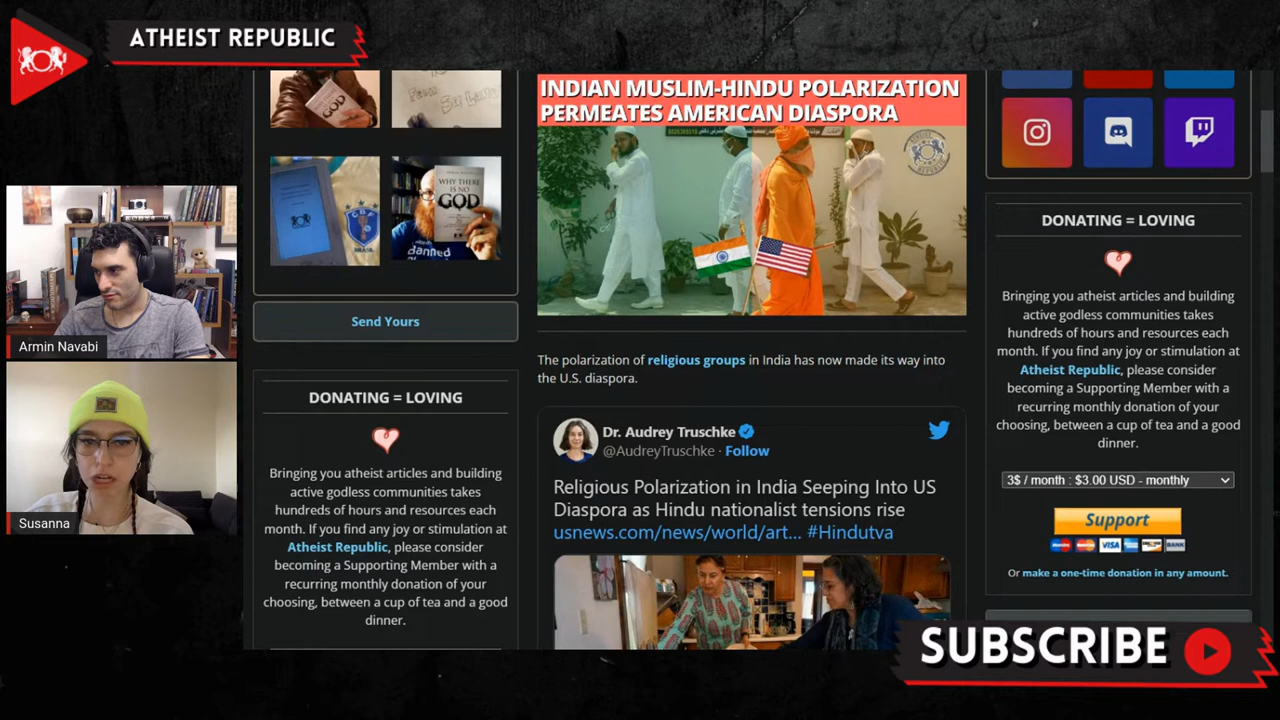 ATHEIST REPUBLIC
Armin Navabi
Susanna
WHY THERE
IS NO
GOD
Send Yours
DONATING = LOVING
Bringing you atheist articles and building
active godless communities takes
hundreds of hours and resources each
month. If you find any joy or stimulation at
Atheist Republic, please consider
becoming a Supporting Member with a
recurring monthly donation of your
choosing, between a cup of tea and a good
dinner.
INDIAN MUSLIM-HINDU POLARIZATION
PERMEATES AMERICAN DIASPORA
The polarization of religious groups in India has now made its way into
the U.S. diaspora.
Dr. Audrey Truschke
@AudreyTruschke · Follow
Religious Polarization in India Seeping Into US
Diaspora as Hindu nationalist tensions rise
usnews.com/news/world/art... #Hindutva
DONATING = LOVING
Bringing you atheist articles and building
active godless communities takes
hundreds of hours and resources each
month. If you find any joy or stimulation at
Atheist Republic, please consider
becoming a Supporting Member with a
recurring monthly donation of your
choosing, between a cup of tea and a good
dinner.
3$ / month : $3.00 USD - monthly
Support
VISA
BANK
Or make a one-time donation in any amount.
SUBSCRIBE